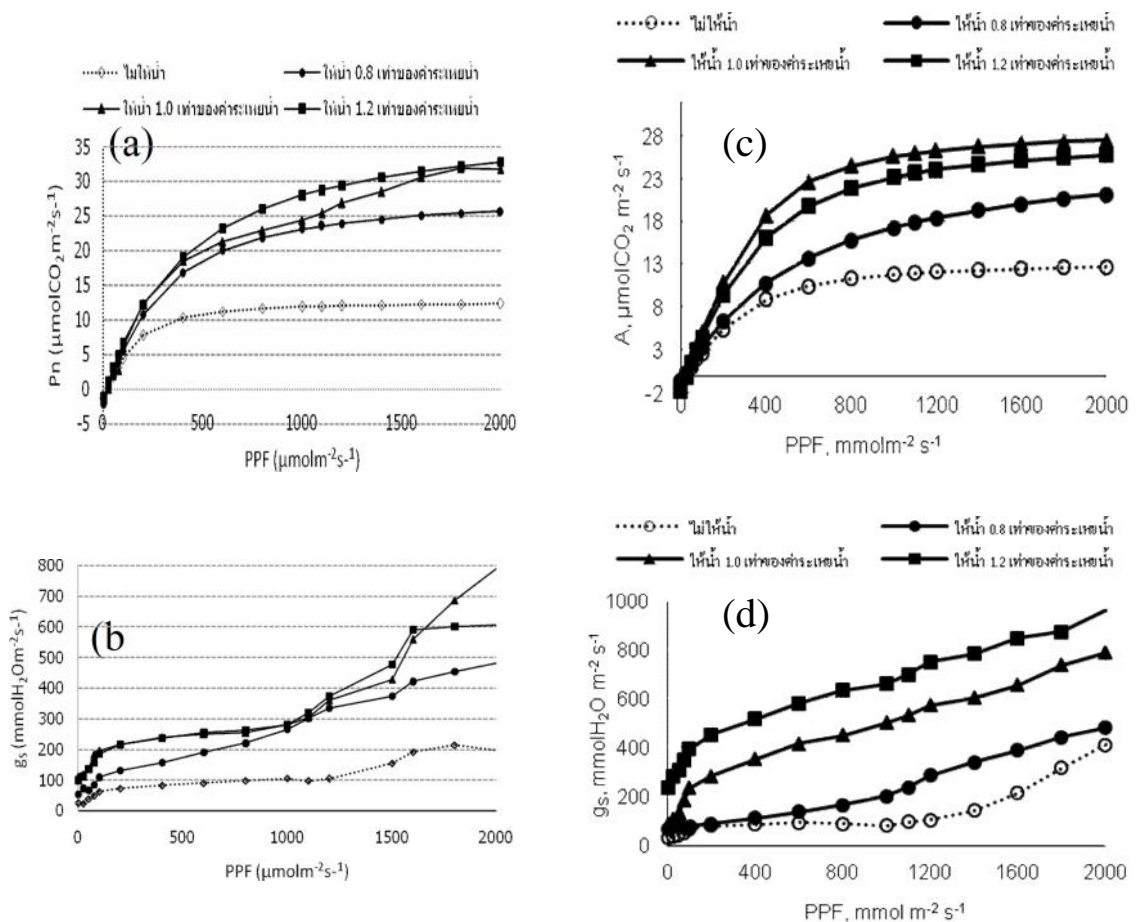 ไม่ให้น้ำ
ให้น้ำ 0.8 เท่าของค่าระเหยน้ำ
ให้น้ำ 1.0 เท่าของค่าระเหยน้ำ
ให้น้ำ 1.2 เท่าของค่าระเหยน้ำ
(a)
35
30
25
20
15
10
5
0
-5
Pn (µmolCO₂m⁻²s⁻¹)
500
1000
1500
2000
PPF (µmolm⁻²s⁻¹)
ไม่ให้น้ำ
ให้น้ำ 0.8 เท่าของค่าระเหยน้ำ
ให้น้ำ 1.0 เท่าของค่าระเหยน้ำ
ให้น้ำ 1.2 เท่าของค่าระเหยน้ำ
(c)
28
23
18
13
8
3
-2
A, µmolCO₂ m⁻² s⁻¹
0
400
800
1200
1600
2000
PPF, mmolm⁻² s⁻¹
(b
800
700
600
500
400
300
200
100
0
gs (mmolH₂Om⁻²s⁻¹)
0
500
1000
1500
2000
PPF (µmolm⁻²s⁻¹)
ไม่ให้น้ำ
ให้น้ำ 0.8 เท่าของค่าระเหยน้ำ
ให้น้ำ 1.0 เท่าของค่าระเหยน้ำ
ให้น้ำ 1.2 เท่าของค่าระเหยน้ำ
(d)
1000
800
600
400
200
0
gs, mmolH₂O m⁻² s⁻¹
0
400
800
1200
1600
2000
PPF, mmol m⁻² s⁻¹